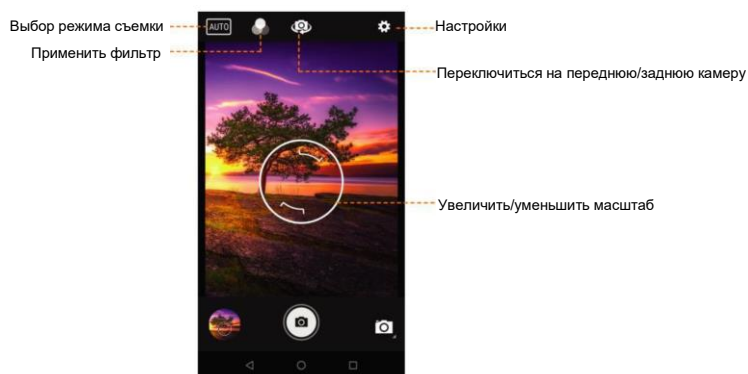 Выбор режима съемки
AUTO
Настройки
Применить фильтр
Переключиться на переднюю/заднюю камеру
Увеличить/уменьшить масштаб